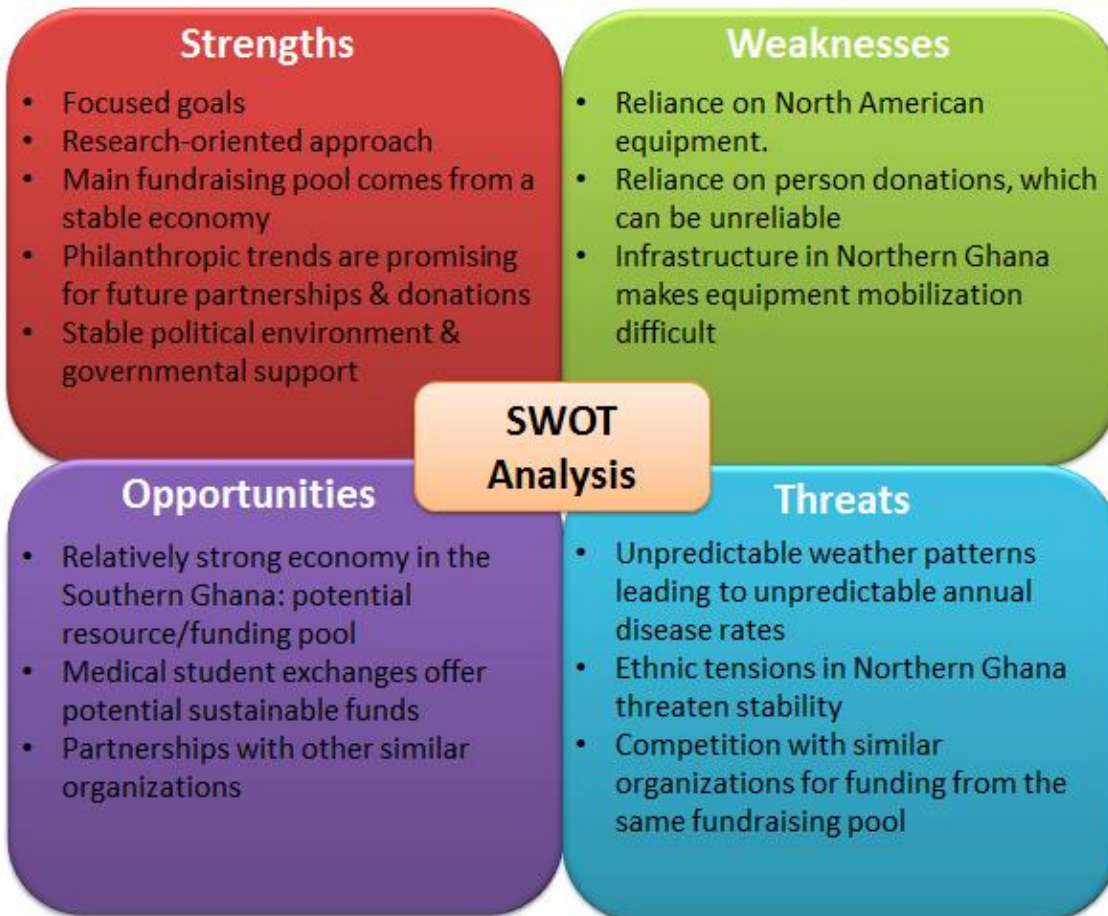 Strengths
• Focused goals
• Research-oriented approach
• Main fundraising pool comes from a
stable economy
• Philanthropic trends are promising
for future partnerships & donations
• Stable political environment &
governmental support
Weaknesses
• Reliance on North American
equipment.
• Reliance on person donations, which
can be unreliable
• Infrastructure in Northern Ghana
makes equipment mobilization
difficult
SWOT
Analysis
Opportunities
• Relatively strong economy in the
Southern Ghana: potential
resource/funding pool
• Medical student exchanges offer
potential sustainable funds
• Partnerships with other similar
organizations
Threats
• Unpredictable weather patterns
leading to unpredictable annual
disease rates
• Ethnic tensions in Northern Ghana
threaten stability
• Competition with similar
organizations for funding from the
same fundraising pool